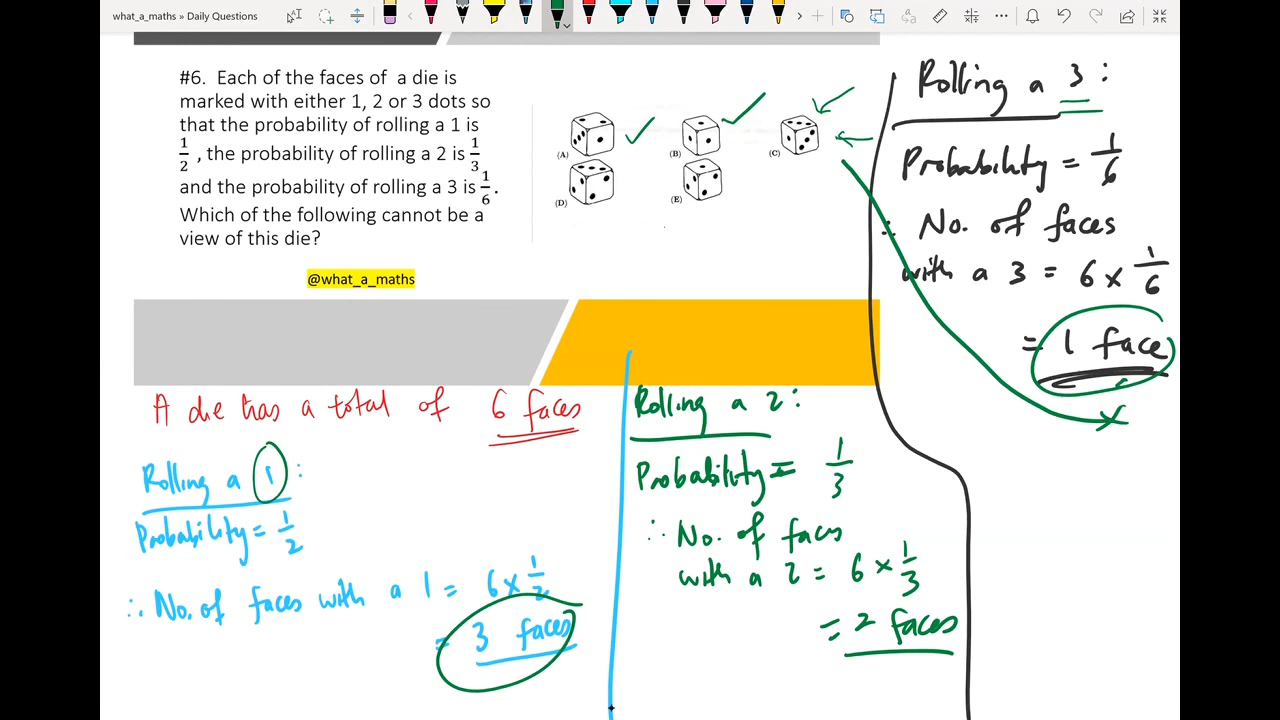 what_a_maths » Daily Questions
#6. Each of the faces of a die is
marked with either 1, 2 or 3 dots so
that the probability of rolling a 1 is
1/2 , the probability of rolling a 2 is 1/3
and the probability of rolling a 3 is 1/6.
Which of the following cannot be a
view of this die?
@what_a_maths
(A)
(B)
(C)
(D)
(E)
A die has a total of 6 faces
Rolling a 1 :
Probability = 1/2
∴ No. of faces with a 1 = 6 × 1/2
= 3 faces
Rolling a 2 :
Probability = 1/3
∴ No. of faces
with a 2 = 6 × 1/3
= 2 faces
Rolling a 3 :
Probability = 1/6
∴ No. of faces
with a 3 = 6 × 1/6
= 1 face